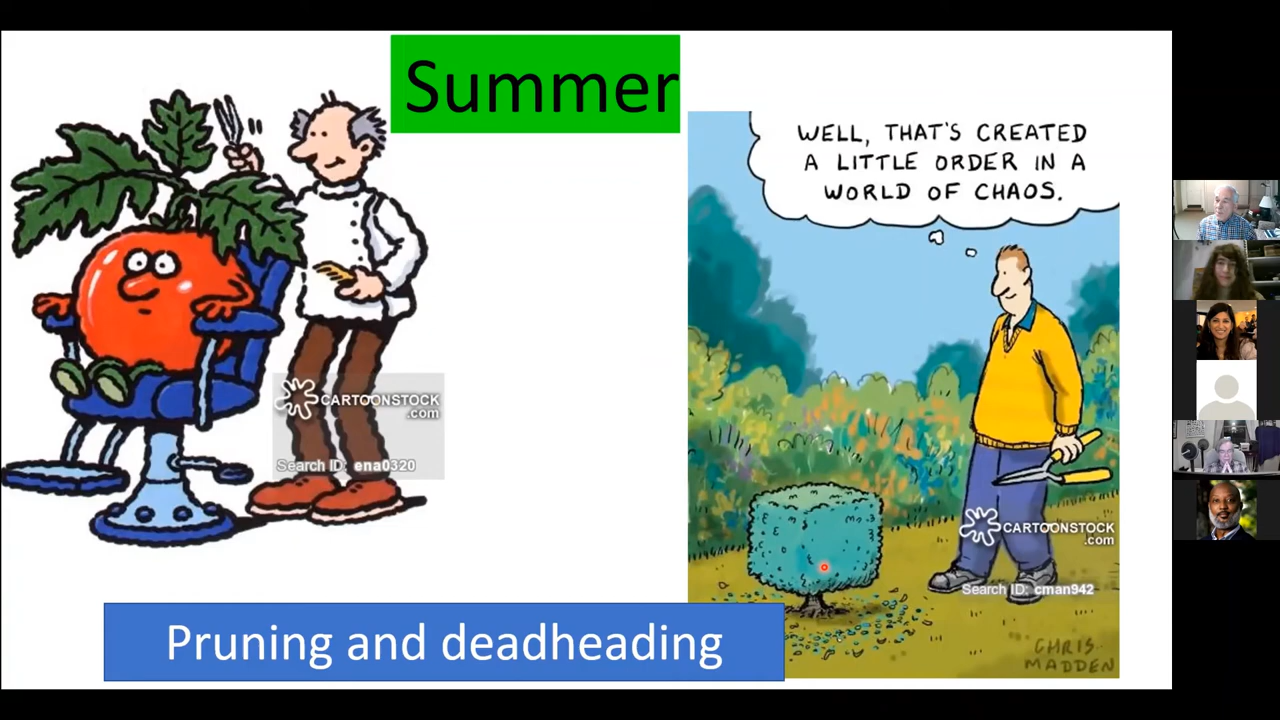 Summer
WELL, THAT'S CREATED
A LITTLE ORDER IN A
WORLD OF CHAOS.
CARTOONSTOCK
.com
Search ID: ena0320
CARTOONSTOCK
.com
Search ID: cman942
CHRIS
MADDEN
Pruning and deadheading